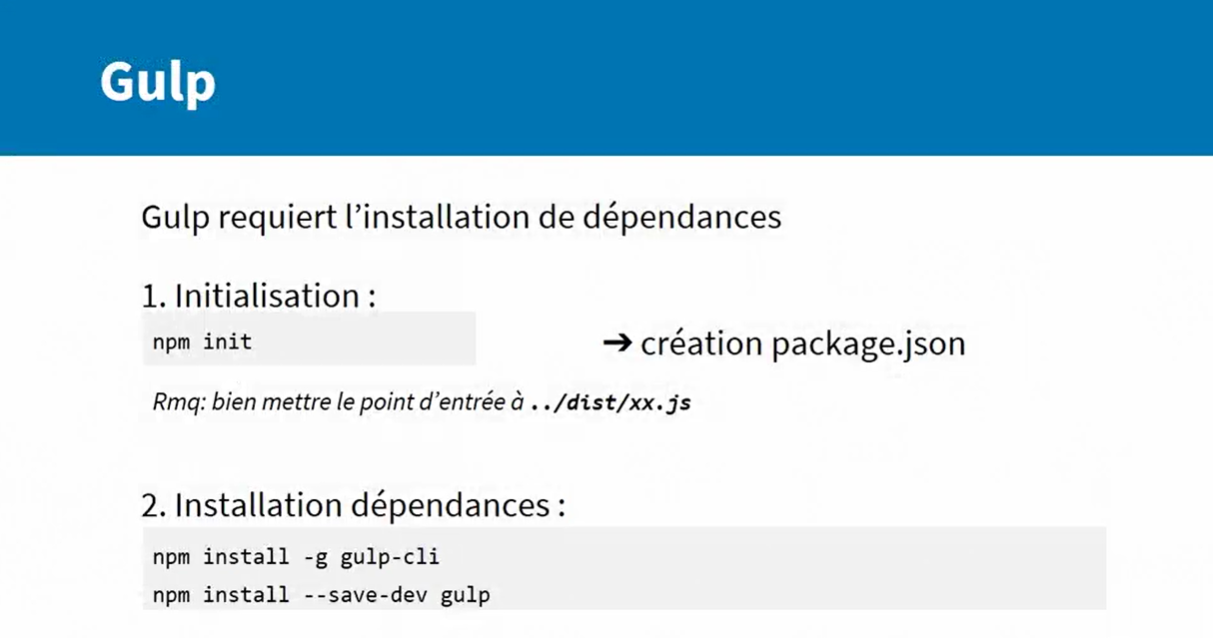 Gulp
Gulp requiert l’installation de dépendances
1. Initialisation :
npm init
➔ création package.json
Rmq: bien mettre le point d’entrée à ../dist/xx.js
2. Installation dépendances :
npm install -g gulp-cli
npm install --save-dev gulp